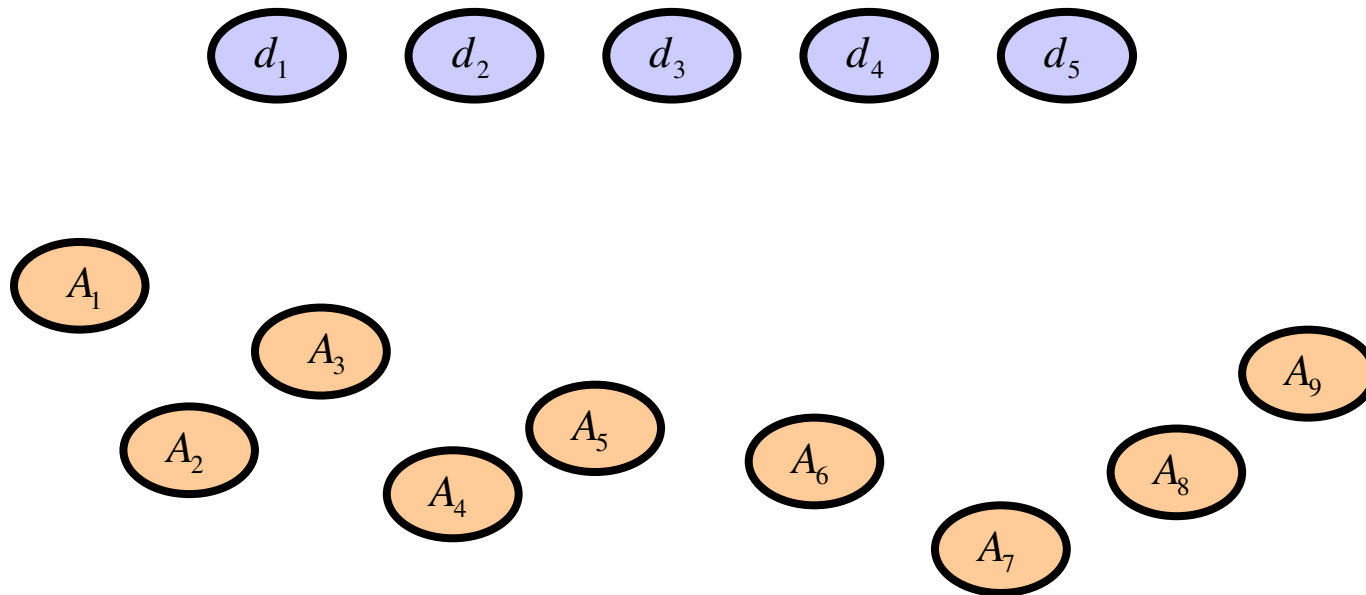 d₁ d₂ d₃ d₄ d₅
A₁
A₃
A₉
A₂
A₅
A₆
A₈
A₄
A₇